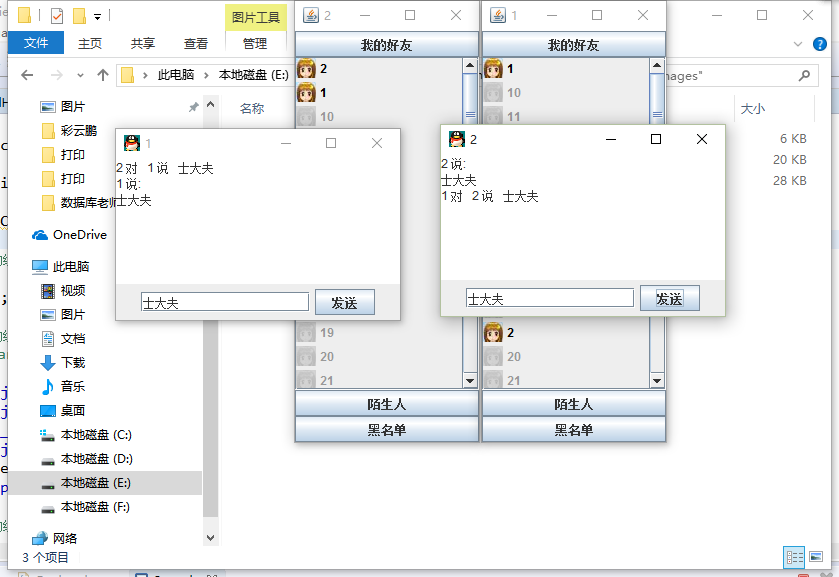 图片工具
文件
主页
共享
查看
管理
此电脑 本地磁盘 (E:)
名称
大小
6 KB
20 KB
28 KB
图片
彩云鹏
打印
打印
数据库老师
OneDrive
此电脑
视频
图片
文档
下载
音乐
桌面
本地磁盘 (C:)
本地磁盘 (D:)
本地磁盘 (E:)
本地磁盘 (F:)
网络
3 个项目
2
我的好友
2
1
10
19
20
21
陌生人
黑名单
1
我的好友
1
10
11
2
20
21
陌生人
黑名单
1
2 对 1 说 士大夫
1 说:
士大夫
士大夫
发送
2
2 说:
士大夫
1 对 2 说 士大夫
士大夫
发送